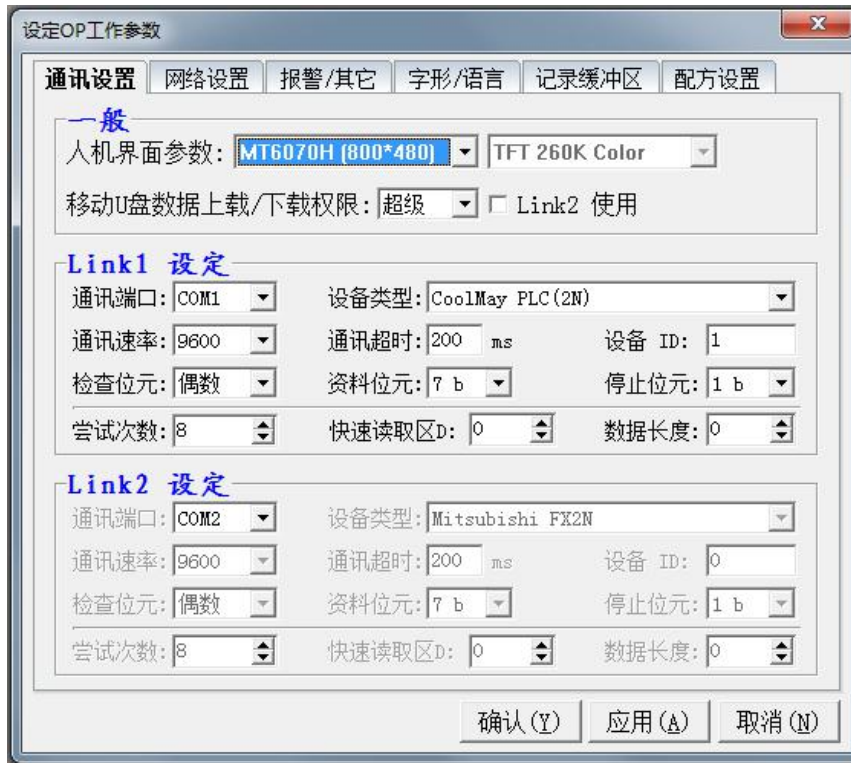 设定OP工作参数
通讯设置 网络设置 报警/其它 字形/语言 记录缓冲区 配方设置
一般
人机界面参数: MT6070H (800*480) TFT 260K Color
移动U盘数据上载/下载权限: 超级 Link2 使用
Link1 设定
通讯端口: COM1 设备类型: CoolMay PLC(2N)
通讯速率: 9600 通讯超时: 200 ms 设备 ID: 1
检查位元: 偶数 资料位元: 7 b 停止位元: 1 b
尝试次数: 8 快速读取区D: 0 数据长度: 0
Link2 设定
通讯端口: COM2 设备类型: Mitsubishi FX2N
通讯速率: 9600 通讯超时: 200 ms 设备 ID: 0
检查位元: 偶数 资料位元: 7 b 停止位元: 1 b
尝试次数: 8 快速读取区D: 0 数据长度: 0
确认(Y) 应用(A) 取消(N)